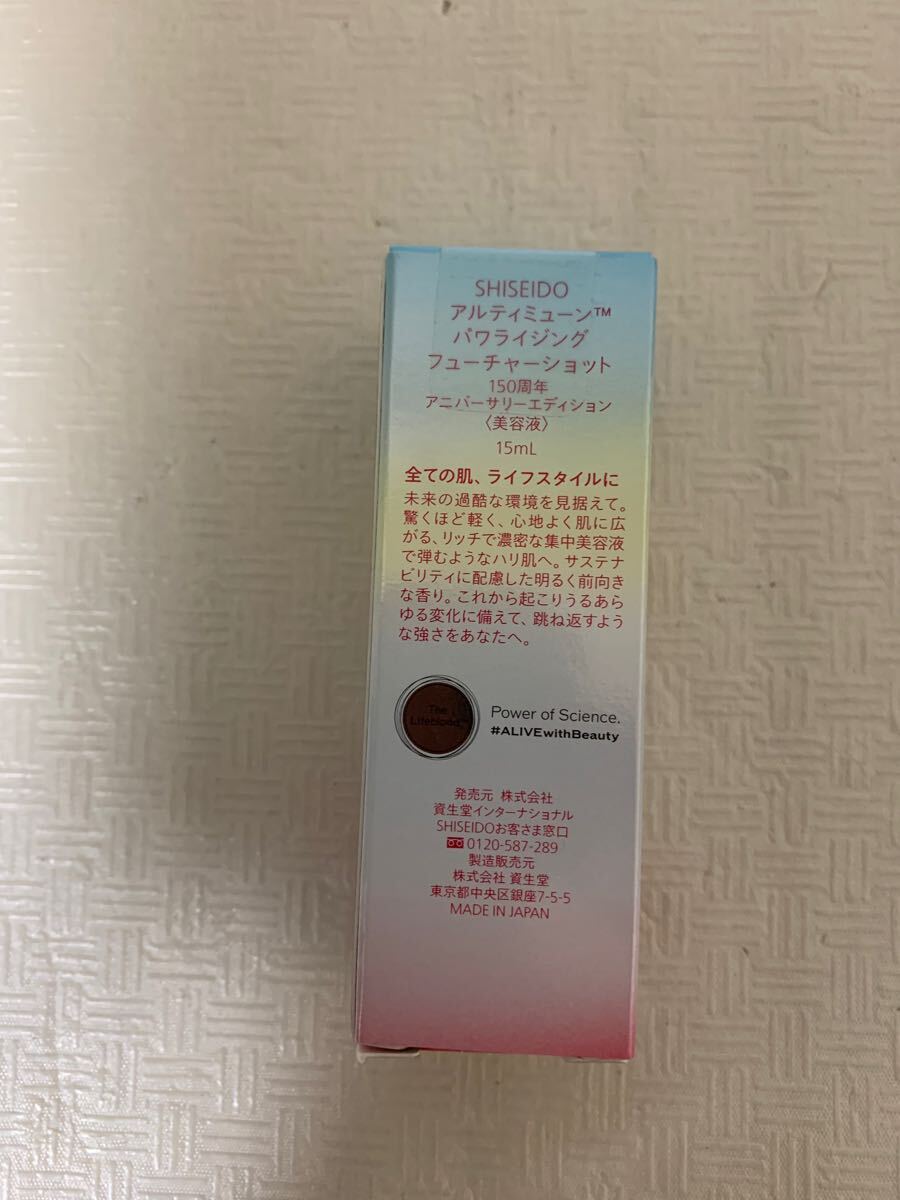 SHISEIDO
アルティミューン™
パワライジング
フューチャーショット
150周年
アニバーサリーエディション
〈美容液〉
15mL
全ての肌、ライフスタイルに
未来の過酷な環境を見据えて。
驚くほど軽く、心地よく肌に広
がる、リッチで濃密な集中美容液
で弾むようなハリ肌へ。サステナ
ビリティに配慮した明るく前向き
な香り。これから起こりうるあら
ゆる変化に備えて、跳ね返すよう
な強さをあなたへ。
The
Lifeblood™
Power of Science.
#ALIVEwithBeauty
発売元 株式会社
資生堂インターナショナル
SHISEIDOお客さま窓口
0120-587-289
製造販売元
株式会社 資生堂
東京都中央区銀座7-5-5
MADE IN JAPAN